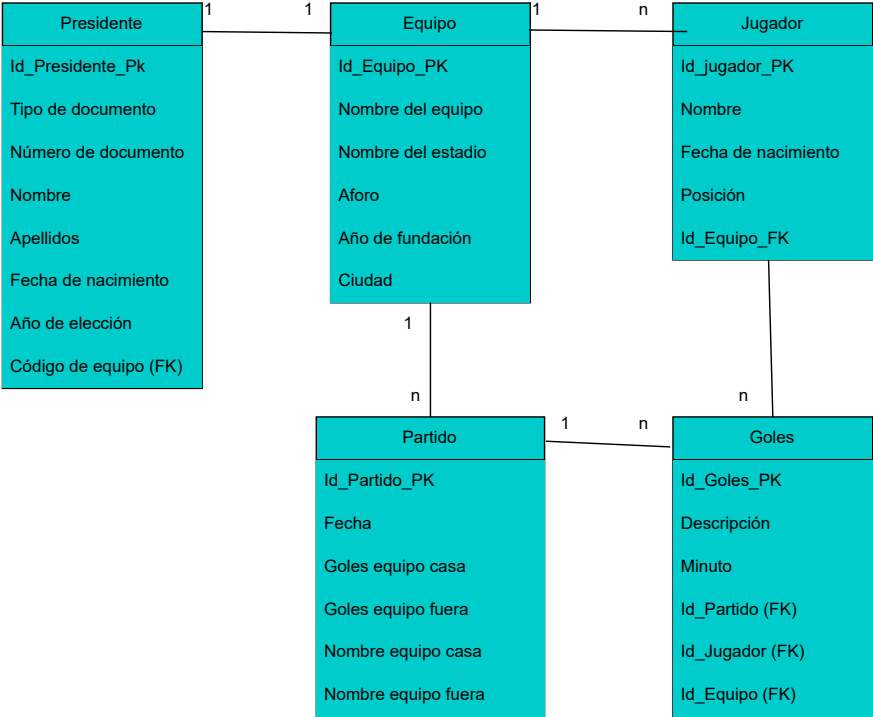 Presidente
Id_Presidente_Pk
Tipo de documento
Número de documento
Nombre
Apellidos
Fecha de nacimiento
Año de elección
Código de equipo (FK)
1
1
Equipo
Id_Equipo_PK
Nombre del equipo
Nombre del estadio
Aforo
Año de fundación
Ciudad
1
n
Jugador
Id_jugador_PK
Nombre
Fecha de nacimiento
Posición
Id_Equipo_FK
1
n
n
Partido
Id_Partido_PK
Fecha
Goles equipo casa
Goles equipo fuera
Nombre equipo casa
Nombre equipo fuera
1
n
Goles
Id_Goles_PK
Descripción
Minuto
Id_Partido (FK)
Id_Jugador (FK)
Id_Equipo (FK)